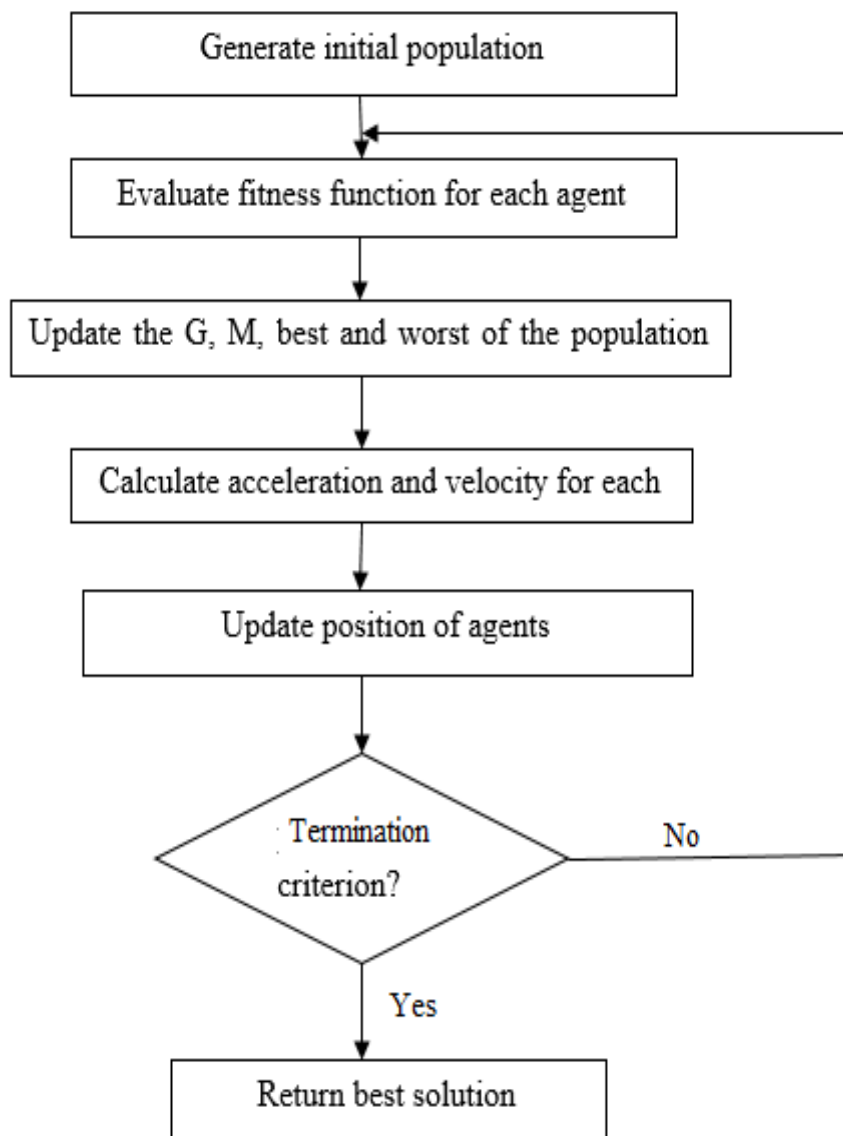 Generate initial population
Evaluate fitness function for each agent
Update the G, M, best and worst of the population
Calculate acceleration and velocity for each
Update position of agents
Termination
criterion?
No
Yes
Return best solution